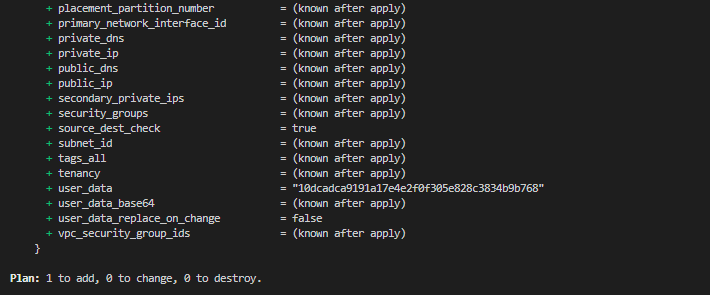 + placement_partition_number = (known after apply)
+ primary_network_interface_id = (known after apply)
+ private_dns = (known after apply)
+ private_ip = (known after apply)
+ public_dns = (known after apply)
+ public_ip = (known after apply)
+ secondary_private_ips = (known after apply)
+ security_groups = (known after apply)
+ source_dest_check = true
+ subnet_id = (known after apply)
+ tags_all = (known after apply)
+ tenancy = (known after apply)
+ user_data = "10dcadca9191a17e4e2f0f305e828c3834b9b768"
+ user_data_base64 = (known after apply)
+ user_data_replace_on_change = false
+ vpc_security_group_ids = (known after apply)
}
Plan: 1 to add, 0 to change, 0 to destroy.